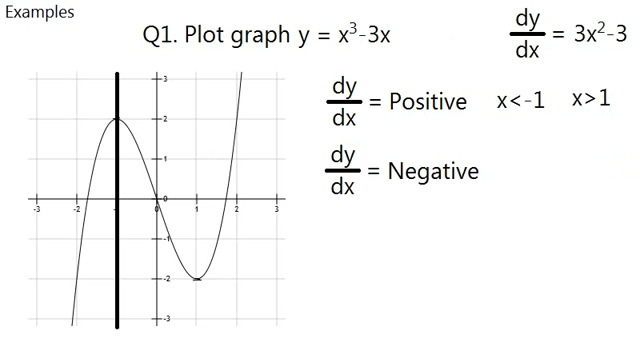 Examples
Q1. Plot graph y = x³-3x
dy/dx = 3x²-3
dy/dx = Positive x<-1 x>1
dy/dx = Negative
3
2
1
-3 -2 0 0 1 2 3
-1
-2
-3